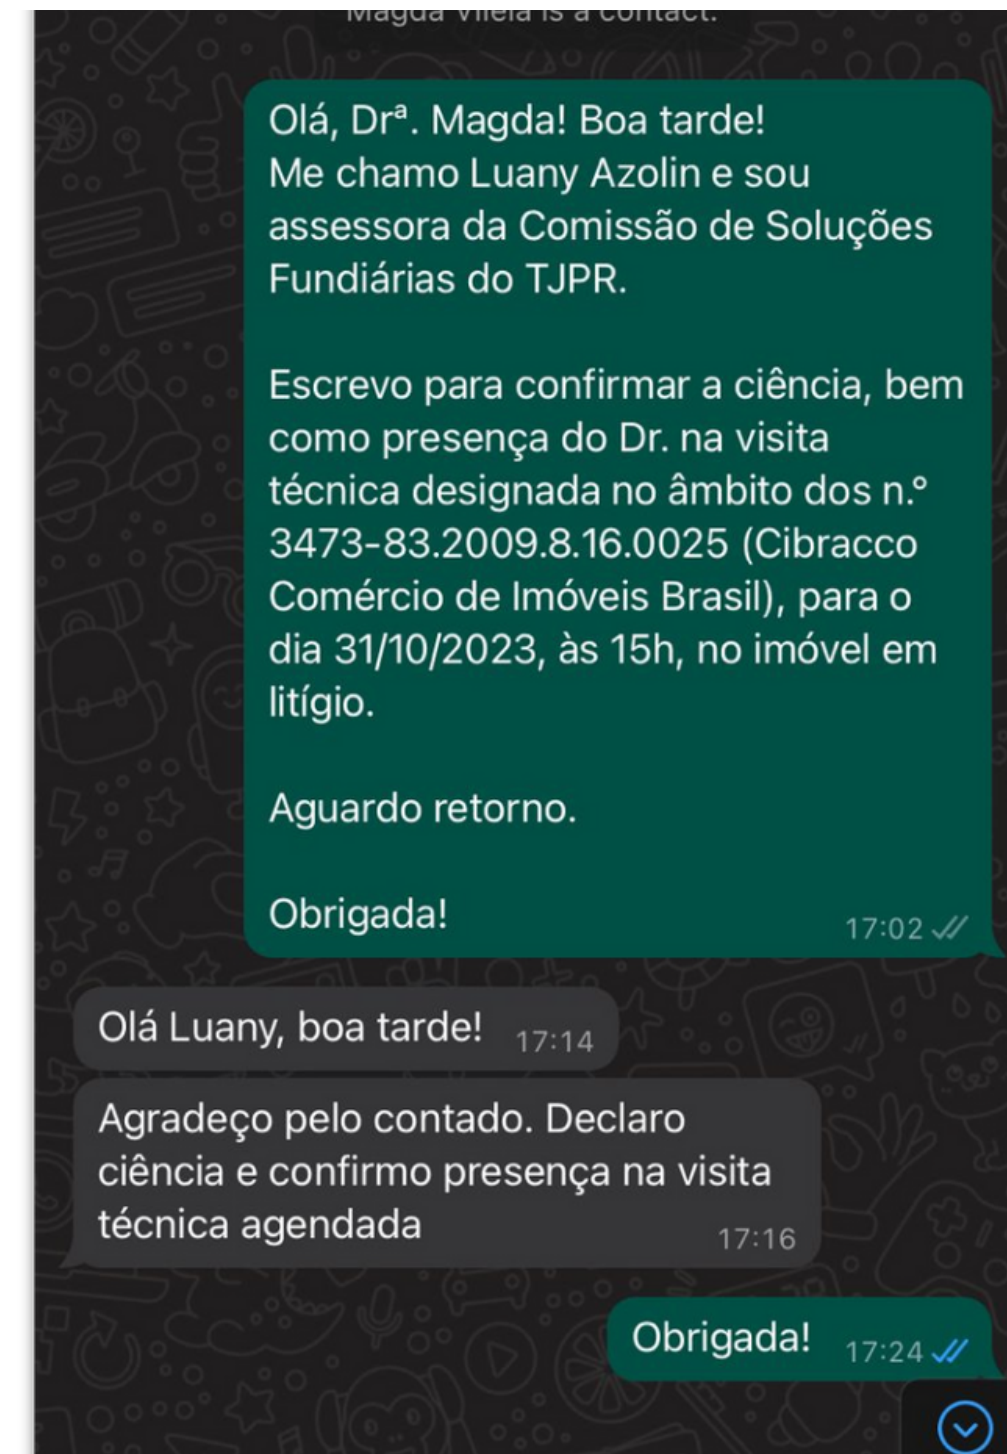 Magda Vilela is a contact.
Olá, Drª. Magda! Boa tarde!
Me chamo Luany Azolin e sou
assessora da Comissão de Soluções
Fundiárias do TJPR.
Escrevo para confirmar a ciência, bem
como presença do Dr. na visita
técnica designada no âmbito dos n.º
3473-83.2009.8.16.0025 (Cibracco
Comércio de Imóveis Brasil), para o
dia 31/10/2023, às 15h, no imóvel em
litígio.
Aguardo retorno.
Obrigada! 17:02
Olá Luany, boa tarde! 17:14
Agradeço pelo contado. Declaro
ciência e confirmo presença na visita
técnica agendada 17:16
Obrigada! 17:24